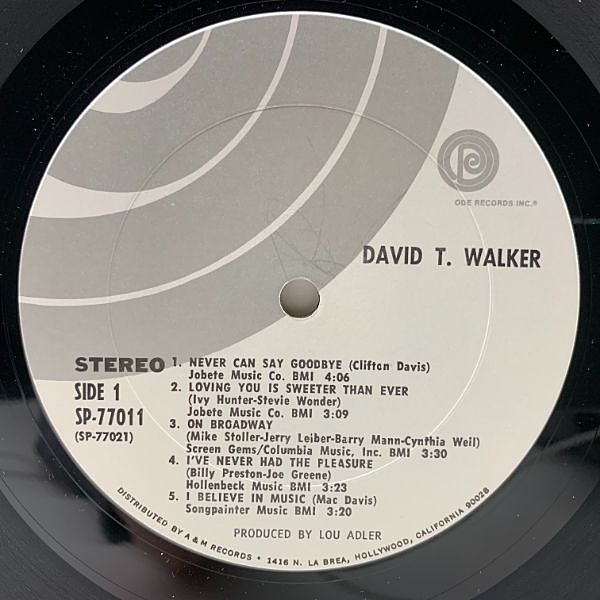 ODE RECORDS INC.®
DAVID T. WALKER
STEREO
SIDE 1
SP-77011
(SP-77021)
1. NEVER CAN SAY GOODBYE (Clifton Davis)
Jobete Music Co. BMI 4:06
2. LOVING YOU IS SWEETER THAN EVER
(Ivy Hunter-Stevie Wonder)
Jobete Music Co. BMI 3:09
3. ON BROADWAY
(Mike Stoller-Jerry Leiber-Barry Mann-Cynthia Weil)
Screen Gems/Columbia Music, Inc. BMI 3:30
4. I'VE NEVER HAD THE PLEASURE
(Billy Preston-Joe Greene)
Hollenbeck Music BMI 3:23
5. I BELIEVE IN MUSIC (Mac Davis)
Songpainter Music BMI 3:20
PRODUCED BY LOU ADLER
DISTRIBUTED BY A & M RECORDS • 1416 N. LA BREA, HOLLYWOOD, CALIFORNIA 90028